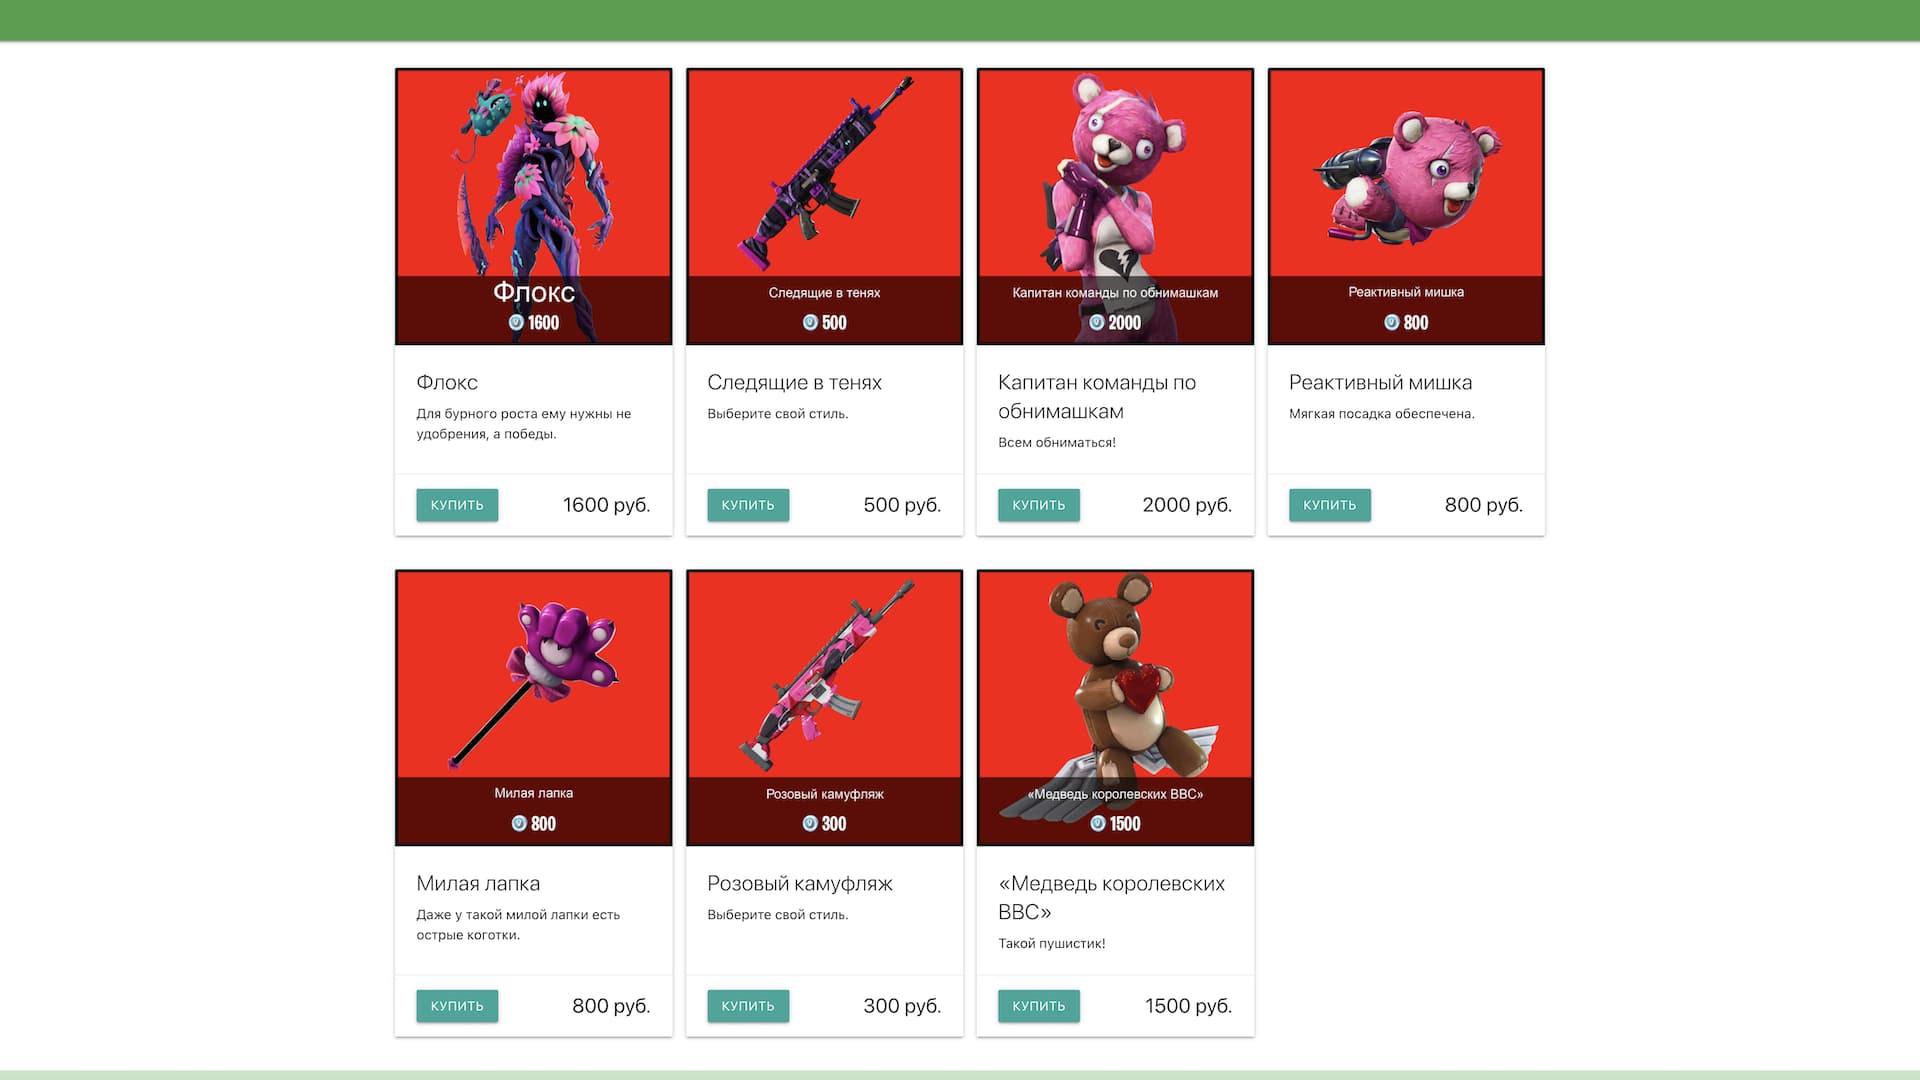 Флокс
1600
Следящие в тенях
500
Капитан команды по обнимашкам
2000
Реактивный мишка
800
Флокс
Для бурного роста ему нужны не
удобрения, а победы.
КУПИТЬ
1600 руб.
Следящие в тенях
Выберите свой стиль.
КУПИТЬ
500 руб.
Капитан команды по
обнимашкам
Всем обниматься!
КУПИТЬ
2000 руб.
Реактивный мишка
Мягкая посадка обеспечена.
КУПИТЬ
800 руб.
Милая лапка
800
Розовый камуфляж
300
«Медведь королевских ВВС»
1500
Милая лапка
Даже у такой милой лапки есть
острые коготки.
КУПИТЬ
800 руб.
Розовый камуфляж
Выберите свой стиль.
КУПИТЬ
300 руб.
«Медведь королевских
ВВС»
Такой пушистик!
КУПИТЬ
1500 руб.